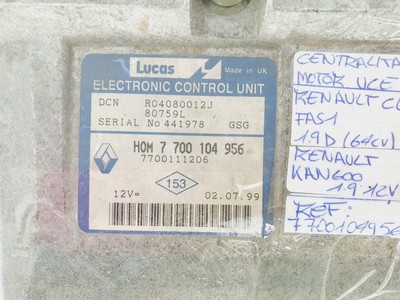 Lucas
Made in UK
ELECTRONIC CONTROL UNIT
DCN R04080012J
80759L
SERIAL No 441978 GSG
HOM 7 700 104 956
7700111206
153
12V= 02.07.99
CENTRALITA
MOTOR UCE
RENAULT CL
FAS1
1.9D (64CV)
RENAULT
KANGOO
1.9 12V
REF:
7700104956